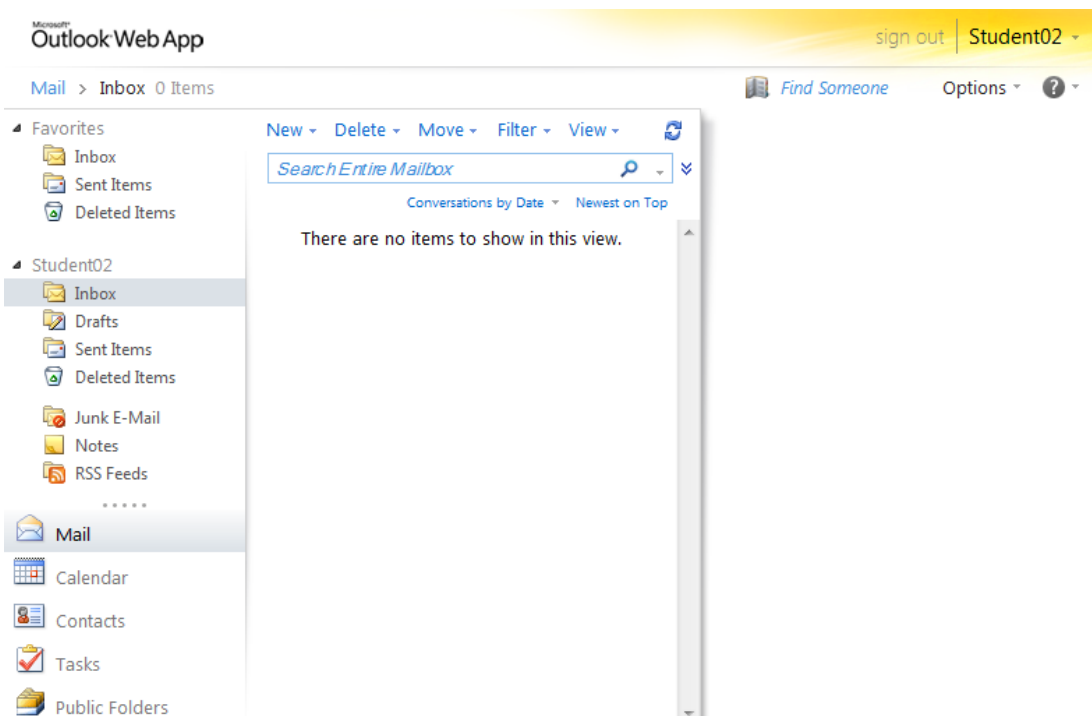 Microsoft®
Outlook Web App
sign out
Student02
Mail > Inbox 0 Items
Find Someone
Options
?
Favorites
Inbox
Sent Items
Deleted Items
Student02
Inbox
Drafts
Sent Items
Deleted Items
Junk E-Mail
Notes
RSS Feeds
Mail
Calendar
Contacts
Tasks
Public Folders
New Delete Move Filter View
Search Entire Mailbox
Conversations by Date Newest on Top
There are no items to show in this view.